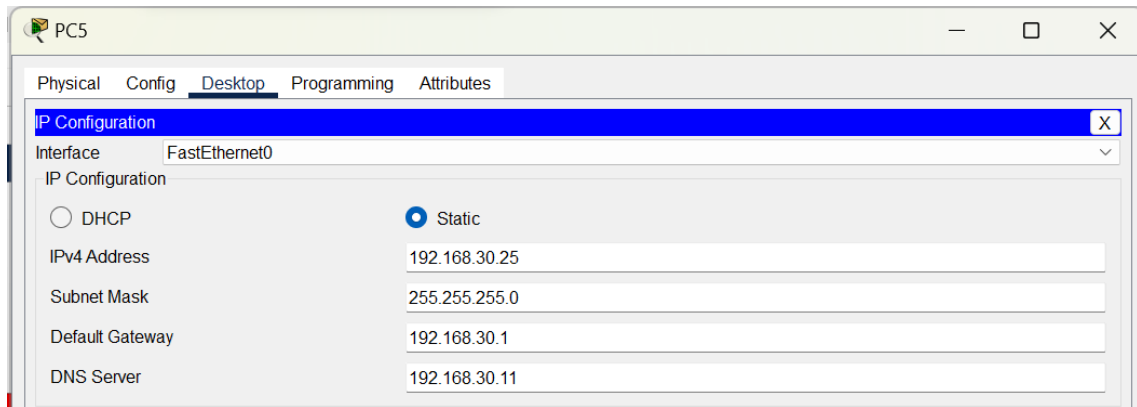 PC5
Physical Config Desktop Programming Attributes
IP Configuration X
Interface FastEthernet0
IP Configuration
DHCP Static
IPv4 Address 192.168.30.25
Subnet Mask 255.255.255.0
Default Gateway 192.168.30.1
DNS Server 192.168.30.11